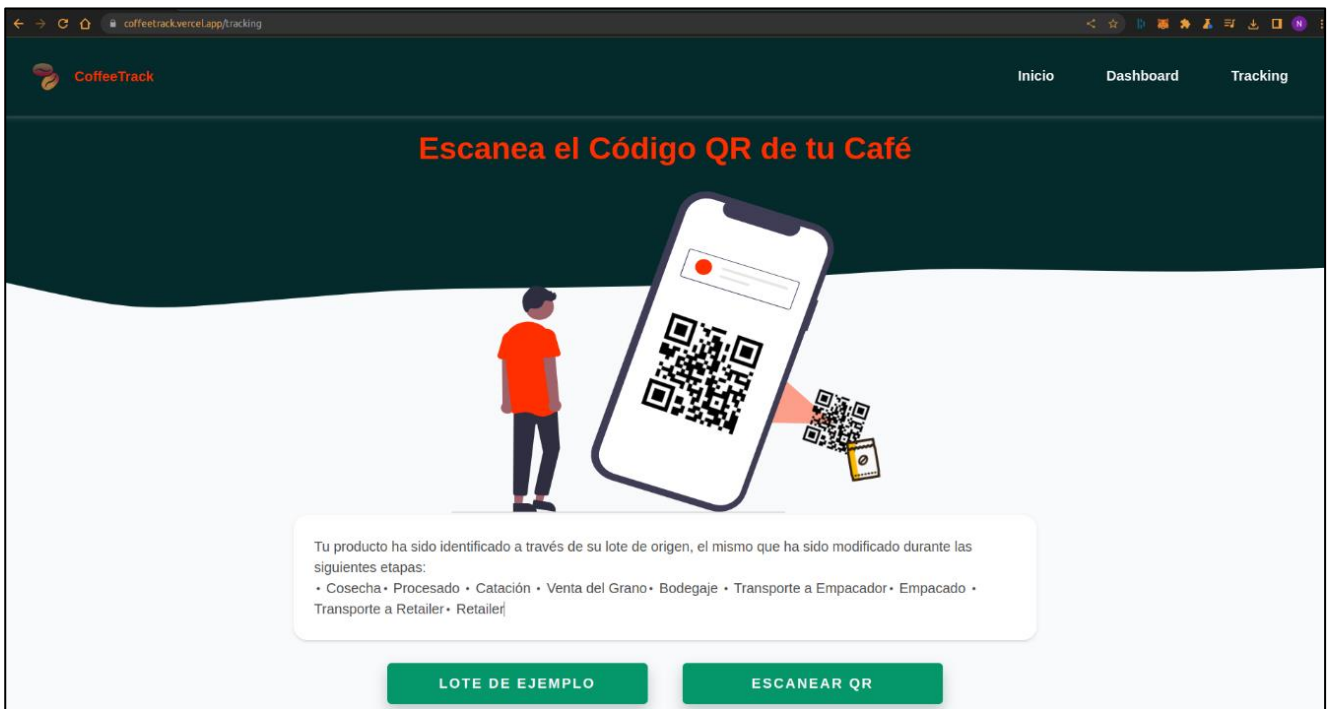 coffeetrack.vercel.app/tracking
N
CoffeeTrack
Inicio
Dashboard
Tracking
Escanea el Código QR de tu Café
Tu producto ha sido identificado a través de su lote de origen, el mismo que ha sido modificado durante las
siguientes etapas:
• Cosecha• Procesado • Catación • Venta del Grano• Bodegaje • Transporte a Empacador• Empacado •
Transporte a Retailer• Retailer
LOTE DE EJEMPLO
ESCANEAR QR